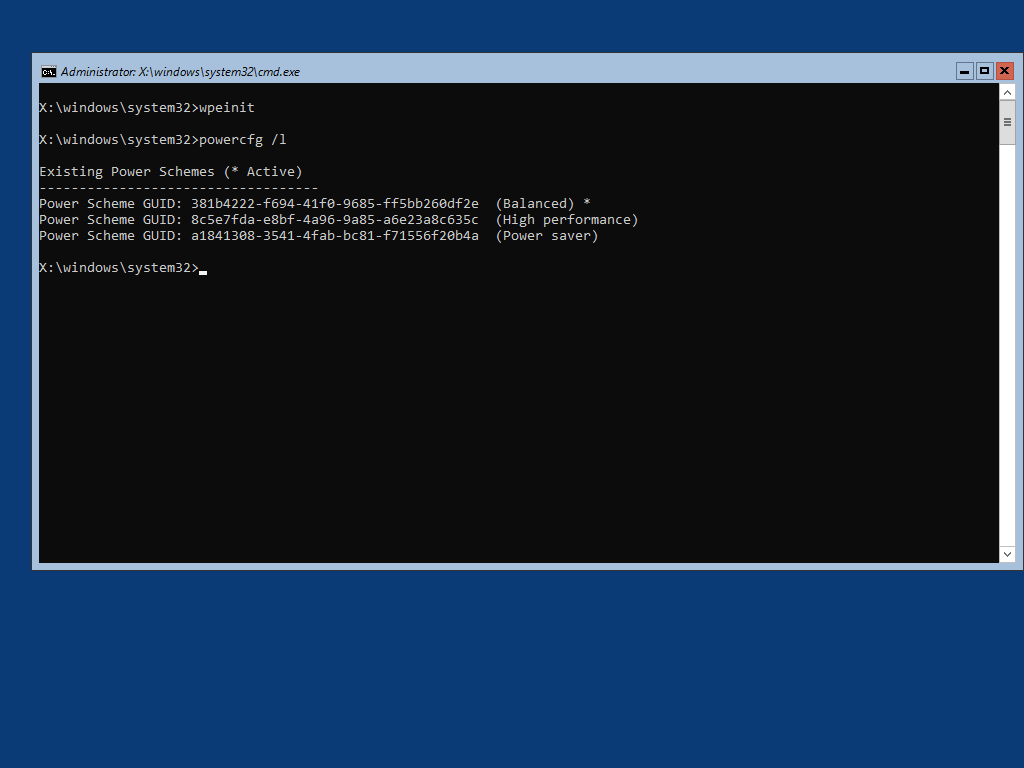 Administrator: X:\windows\system32\cmd.exe
X:\windows\system32>wpeinit
X:\windows\system32>powercfg /l
Existing Power Schemes (* Active)
-----------------------------------
Power Scheme GUID: 381b4222-f694-41f0-9685-ff5bb260df2e  (Balanced) *
Power Scheme GUID: 8c5e7fda-e8bf-4a96-9a85-a6e23a8c635c  (High performance)
Power Scheme GUID: a1841308-3541-4fab-bc81-f71556f20b4a  (Power saver)
X:\windows\system32>